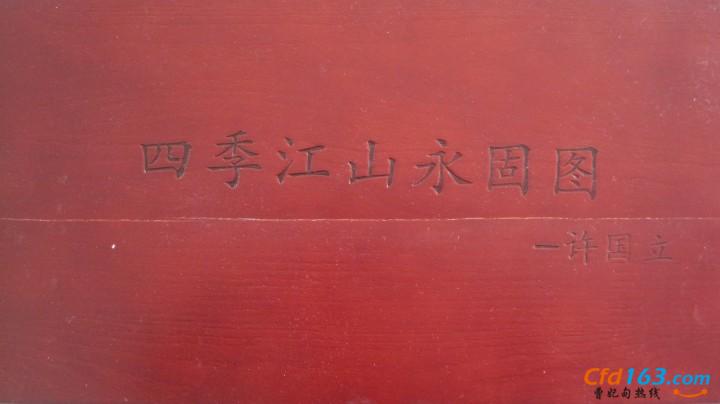 四季江山永固图
一许国立
Cfd163.com
曹妃甸热线